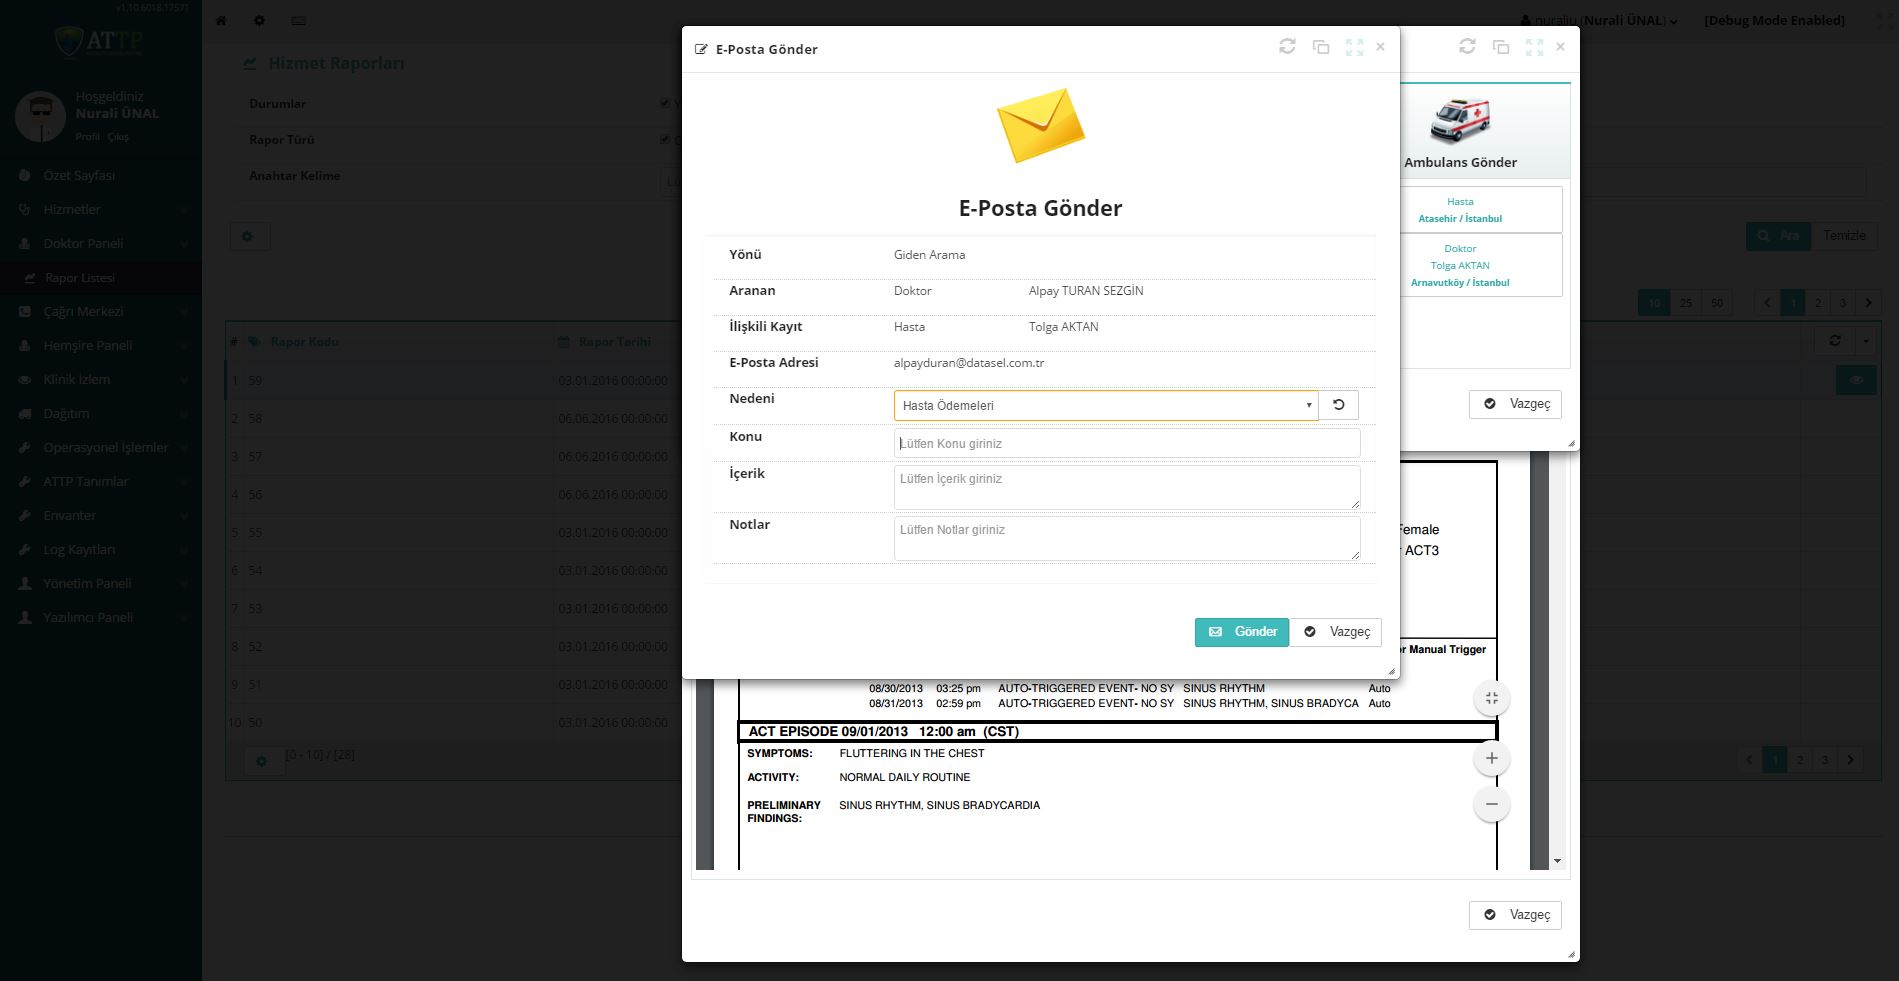 v1.10.6018.17571
ATTP
Hoşgeldiniz
Nurali ÜNAL
Profil Çıkış
Özet Sayfası
Hizmetler
Doktor Paneli
Rapor Listesi
Çağrı Merkezi
Hemşire Paneli
Klinik İzlem
Dağıtım
Operasyonel İşlemler
ATTP Tanımlar
Envanter
Log Kayıtları
Yönetim Paneli
Yazılımcı Paneli
nuraliu (Nurali ÜNAL)
[Debug Mode Enabled]
Hizmet Raporları
Durumlar
Rapor Türü
Anahtar Kelime
Ara Temizle
10 25 50 1 2 3
# Rapor Kodu Rapor Tarihi
1 59 03.01.2016 00:00:00
2 58 06.06.2016 00:00:00
3 57 06.06.2016 00:00:00
4 56 06.06.2016 00:00:00
5 55 03.01.2016 00:00:00
6 54 03.01.2016 00:00:00
7 53 03.01.2016 00:00:00
8 52 03.01.2016 00:00:00
9 51 03.01.2016 00:00:00
10 50 03.01.2016 00:00:00
[0 - 10] / [28]
1 2 3
E-Posta Gönder
E-Posta Gönder
Yönü Giden Arama
Aranan Doktor Alpay TURAN SEZGİN
İlişkili Kayıt Hasta Tolga AKTAN
E-Posta Adresi alpayduran@datasel.com.tr
Nedeni Hasta Ödemeleri
Konu Lütfen Konu giriniz
İçerik Lütfen İçerik giriniz
Notlar Lütfen Notlar giriniz
Gönder Vazgeç
Ambulans Gönder
Hasta
Atasehir / İstanbul
Doktor
Tolga AKTAN
Arnavutköy / İstanbul
Vazgeç
Female
ACT3
Manual Trigger
08/30/2013 03:25 pm AUTO-TRIGGERED EVENT- NO SY SINUS RHYTHM Auto
08/31/2013 02:59 pm AUTO-TRIGGERED EVENT- NO SY SINUS RHYTHM, SINUS BRADYCA Auto
ACT EPISODE 09/01/2013 12:00 am (CST)
SYMPTOMS: FLUTTERING IN THE CHEST
ACTIVITY: NORMAL DAILY ROUTINE
PRELIMINARY SINUS RHYTHM, SINUS BRADYCARDIA
FINDINGS:
Vazgeç